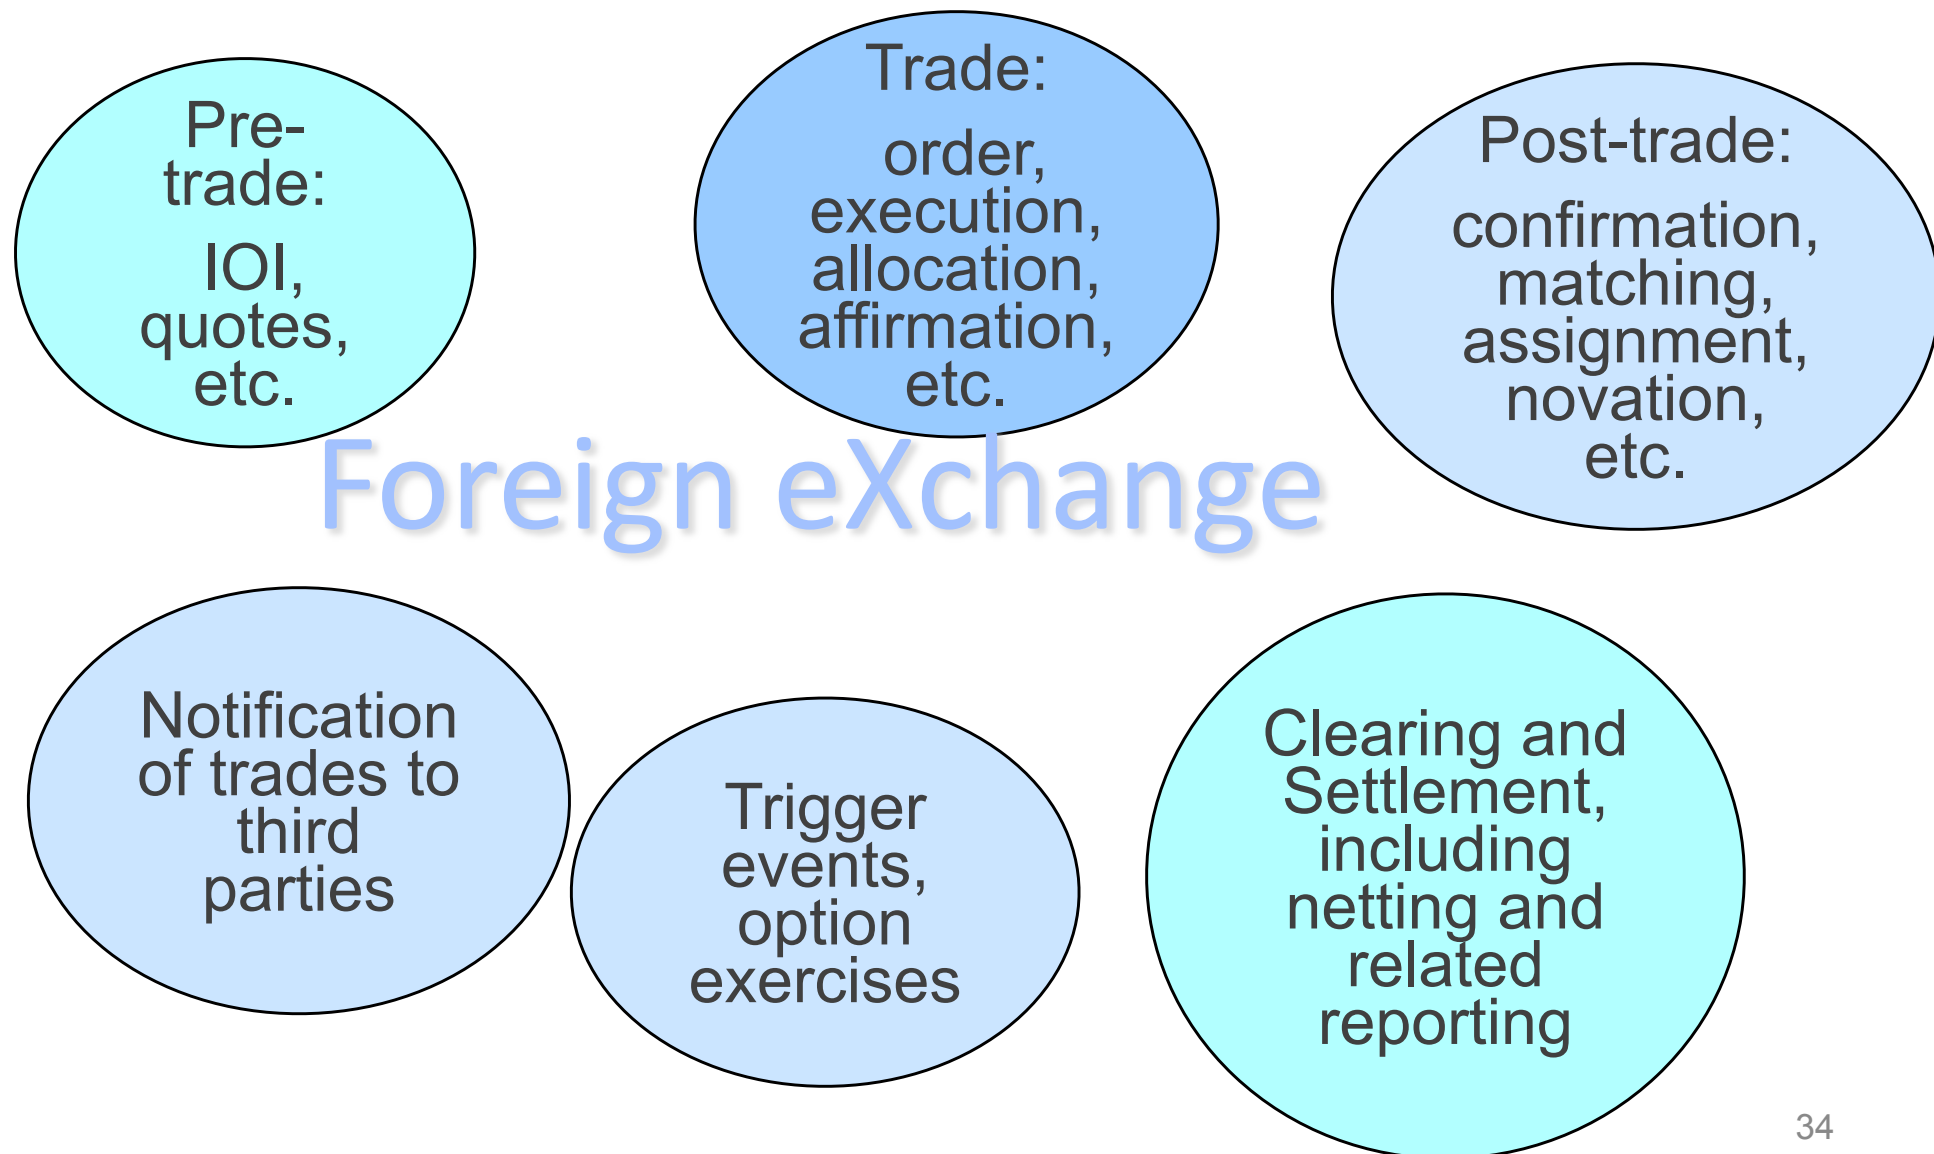 Pre-
trade:
IOI,
quotes,
etc.
Trade:
order,
execution,
allocation,
affirmation,
etc.
Post-trade:
confirmation,
matching,
assignment,
novation,
etc.
Foreign eXchange
Notification
of trades to
third
parties
Trigger
events,
option
exercises
Clearing and
Settlement,
including
netting and
related
reporting
34